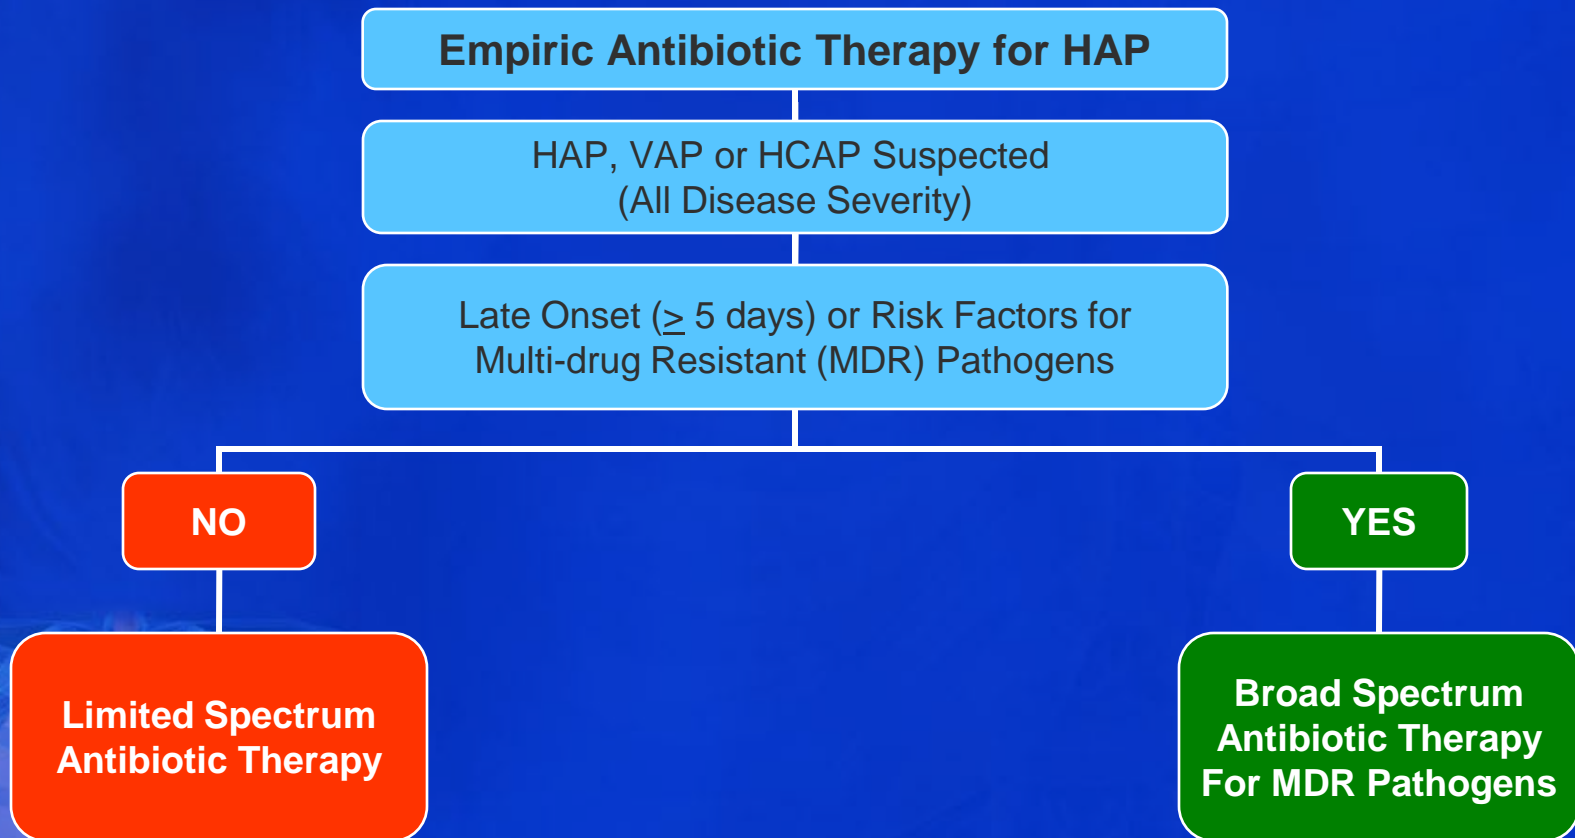 Empiric Antibiotic Therapy for HAP
HAP, VAP or HCAP Suspected
(All Disease Severity)
Late Onset (≥ 5 days) or Risk Factors for
Multi-drug Resistant (MDR) Pathogens
NO
YES
Limited Spectrum
Antibiotic Therapy
Broad Spectrum
Antibiotic Therapy
For MDR Pathogens